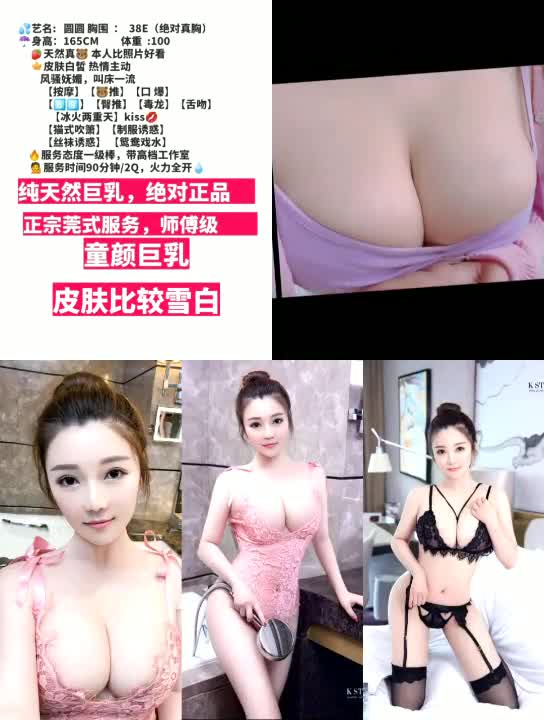 💦艺名：圆圆 胸围 ： 38E（绝对真胸）
☔身高：165CM 体重 :100
🍓天然真🐻 本人比照片好看
🔥皮肤白皙 热情主动
风骚妩媚，叫床一流
【按摩】【🐻推】【口 爆】
【🈵🈵】【臀推】【毒龙】【舌吻】
【冰火两重天】kiss💋
【猫式吹箫】【制服诱惑】
【丝袜诱惑】【鸳鸯戏水】
🔥服务态度一级棒，带高档工作室
💁服务时间90分钟/2Q，火力全开💧
纯天然巨乳，绝对正品
正宗莞式服务，师傅级
童颜巨乳
皮肤比较雪白
K ST
K ST